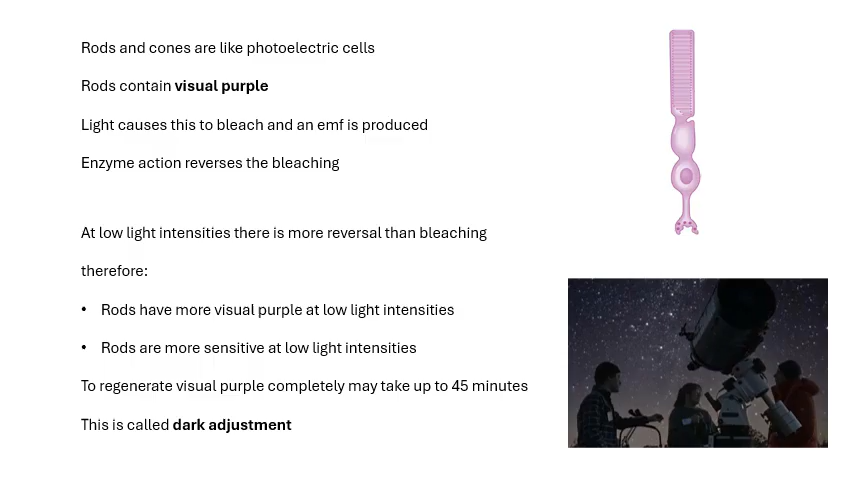 Rods and cones are like photoelectric cells
Rods contain visual purple
Light causes this to bleach and an emf is produced
Enzyme action reverses the bleaching
At low light intensities there is more reversal than bleaching
therefore:
• Rods have more visual purple at low light intensities
• Rods are more sensitive at low light intensities
To regenerate visual purple completely may take up to 45 minutes
This is called dark adjustment